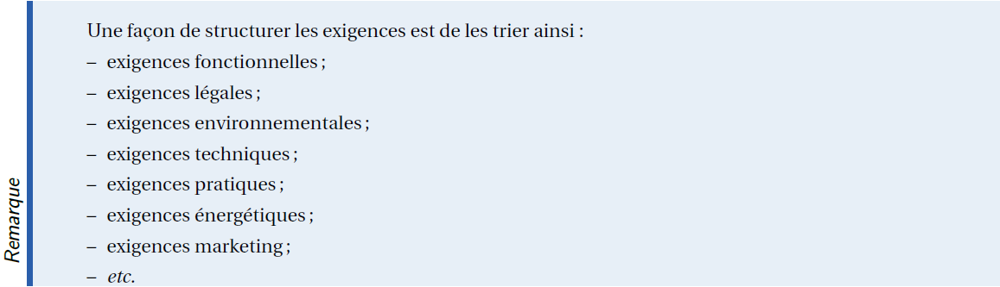 Une façon de structurer les exigences est de les trier ainsi :
– exigences fonctionnelles ;
– exigences légales ;
– exigences environnementales ;
– exigences techniques ;
– exigences pratiques ;
– exigences énergétiques ;
– exigences marketing ;
– etc.
Remarque